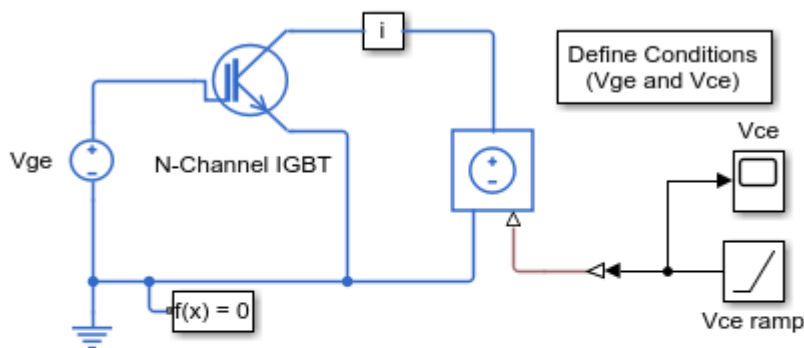 i
Define Conditions
(Vge and Vce)
Vge
N-Channel IGBT
Vce
f(x) = 0
Vce ramp